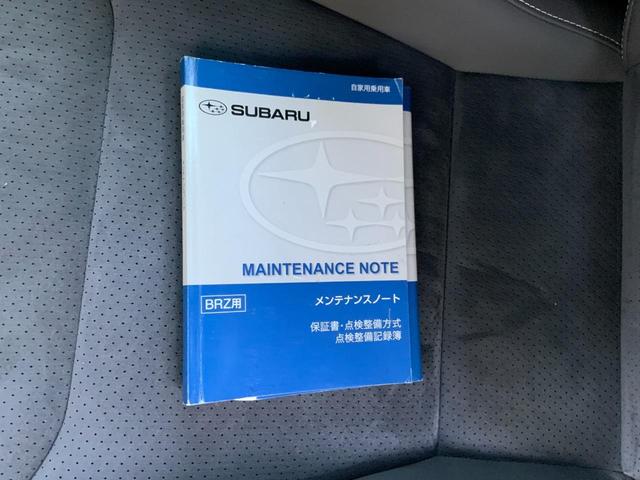 自家用乗用車
SUBARU
MAINTENANCE NOTE
BRZ用
メンテナンスノート
保証書・点検整備方式
点検整備記録簿